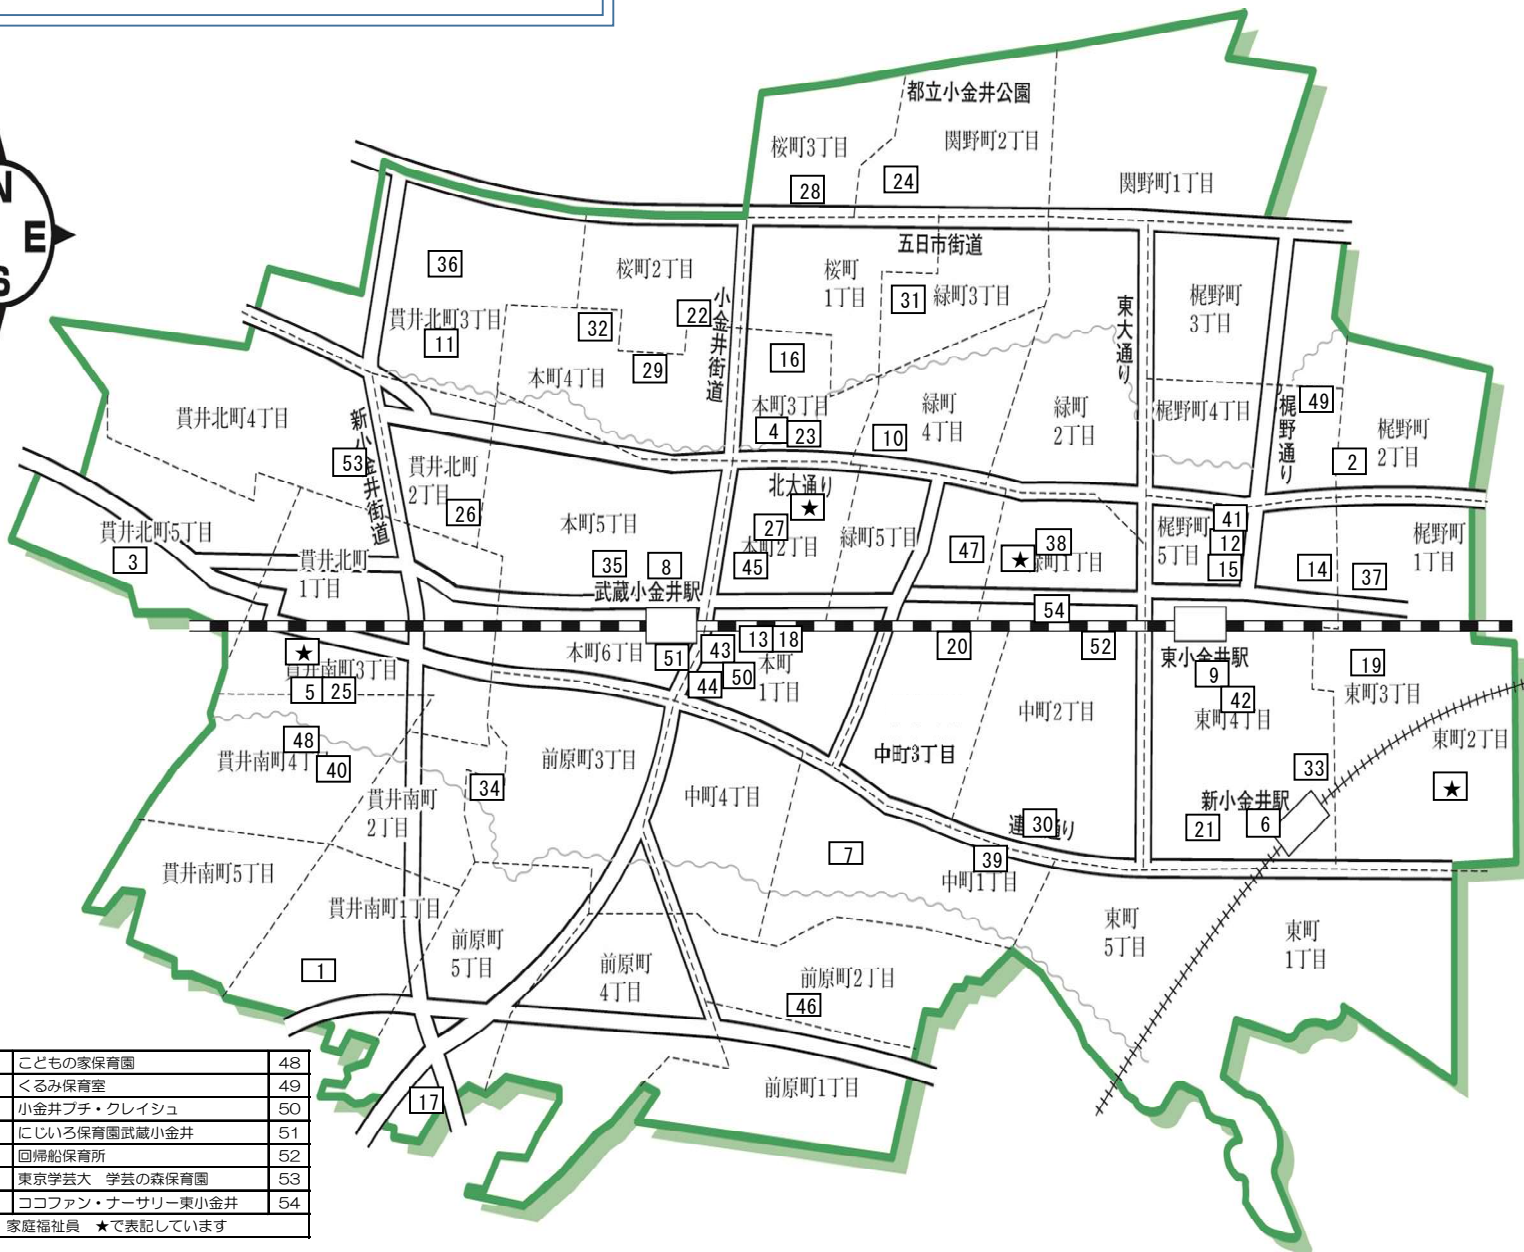 都立小金井公園
桜町3丁目
関野町2丁目
28
24
関野町1丁目
N
E
S
五日市街道
36
桜町2丁目
桜町
1丁目
31
緑町3丁目
梶野町
3丁目
東大通り
貫井北町3丁目
11
32
22
小金井街道
29
16
本町4丁目
本町3丁目
4
23
10
緑町
4丁目
緑町
2丁目
梶野町4丁目
梶野通り
49
梶野町
2丁目
2
貫井北町4丁目
新小金井街道
53
貫井北町
2丁目
26
本町5丁目
北大通り
★
27
本町2丁目
45
緑町5丁目
47
★
38
緑町1丁目
梶野町
5丁目
41
12
15
14
37
梶野町
1丁目
貫井北町5丁目
3
貫井北町
1丁目
35
8
武蔵小金井駅
54
★
貫井南町3丁目
5
25
本町6丁目
51
43
13
18
44
50
本町
1丁目
20
52
東小金井駅
9
42
東町4丁目
19
東町3丁目
東町2丁目
★
48
貫井南町4丁目
40
34
前原町3丁目
中町3丁目
中町2丁目
33
貫井南町
2丁目
中町4丁目
30
21
新小金井駅
6
7
39
中町1丁目
貫井南町5丁目
貫井南町1丁目
1
前原町
5丁目
前原町
4丁目
前原町2丁目
46
東町
5丁目
東町
1丁目
17
前原町1丁目
こどもの家保育園 48
くるみ保育室 49
小金井プチ・クレイシュ 50
にじいろ保育園武蔵小金井 51
回帰船保育所 52
東京学芸大 学芸の森保育園 53
ココファン・ナーサリー東小金井 54
家庭福祉員 ★で表記しています